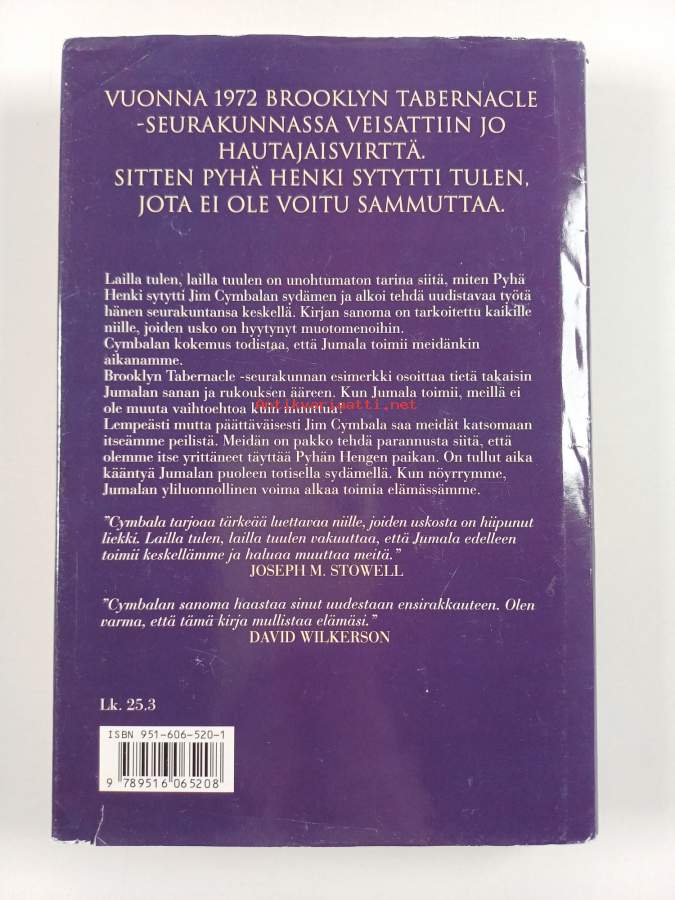 VUONNA 1972 BROOKLYN TABERNACLE
-SEURAKUNNASSA VEISATTIIN JO
HAUTAJAISVIRTTÄ.
SITTEN PYHÄ HENKI SYTYTTI TULEN,
JOTA EI OLE VOITU SAMMUTTAA.
Lailla tulen, lailla tuulen on unohtumaton tarina siitä, miten Pyhä
Henki sytytti Jim Cymbalan sydämen ja alkoi tehdä uudistavaa työtä
hänen seurakuntansa keskellä. Kirjan sanoma on tarkoitettu kaikille
niille, joiden usko on hyytynyt muotomenoihin.
Cymbalan kokemus todistaa, että Jumala toimii meidänkin
aikanamme.
Brooklyn Tabernacle -seurakunnan esimerkki osoittaa tietä takaisin
Jumalan sanan ja rukouksen ääreen. Kun Jumala toimii, meillä ei
ole muuta vaihtoehtoa kuin muuttua!
Antikvariaatti.net
Lempeästi mutta päättäväisesti Jim Cymbala saa meidät katsomaan
itseämme peilistä. Meidän on pakko tehdä parannusta siitä, että
olemme itse yrittäneet täyttää Pyhän Hengen paikan. On tullut aika
kääntyä Jumalan puoleen totisella sydämellä. Kun nöyrrymme,
Jumalan yliluonnollinen voima alkaa toimia elämässämme.
"Cymbala tarjoaa tärkeää luettavaa niille, joiden uskosta on hiipunut
liekki. Lailla tulen, lailla tuulen vakuuttaa, että Jumala edelleen
toimii keskellämme ja haluaa muuttaa meitä."
JOSEPH M. STOWELL
"Cymbalan sanoma haastaa sinut uudestaan ensirakkauteen. Olen
varma, että tämä kirja mullistaa elämäsi."
DAVID WILKERSON
Lk. 25.3
ISBN 951-606-520-1
9 789516 065208